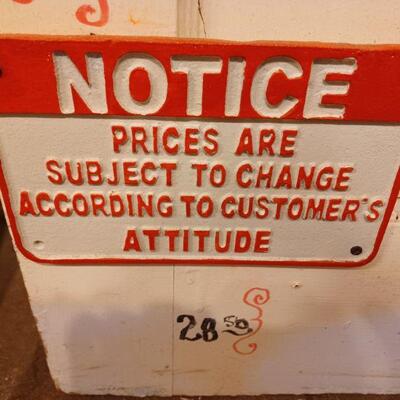 NOTICE
PRICES ARE
SUBJECT TO CHANGE
ACCORDING TO CUSTOMER'S
ATTITUDE
28 50